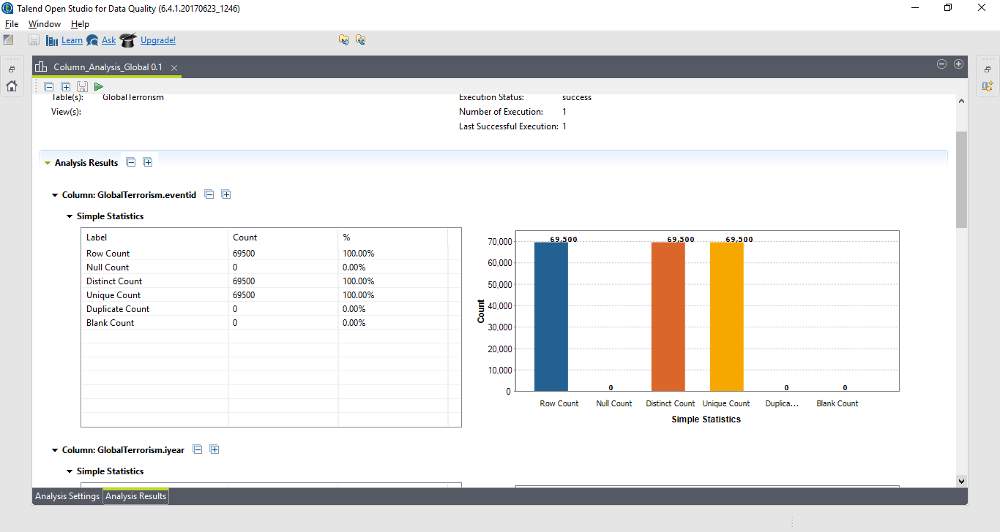 Talend Open Studio for Data Quality (6.4.1.20170623_1246)
File Window Help
Learn Ask Upgrade!
Column_Analysis_Global 0.1
Table(s): GlobalTerrorism Execution Status: success
View(s): Number of Execution: 1
Last Successful Execution: 1
Analysis Results
Column: GlobalTerrorism.eventid
Simple Statistics
Label Count %
Row Count 69500 100.00%
Null Count 0 0.00%
Distinct Count 69500 100.00%
Unique Count 69500 100.00%
Duplicate Count 0 0.00%
Blank Count 0 0.00%
70,000
60,000
50,000
40,000
30,000
20,000
10,000
0
Count
69,500 0 69,500 69,500 0 0
Row Count Null Count Distinct Count Unique Count Duplica... Blank Count
Simple Statistics
Column: GlobalTerrorism.iyear
Simple Statistics
Analysis Settings Analysis Results